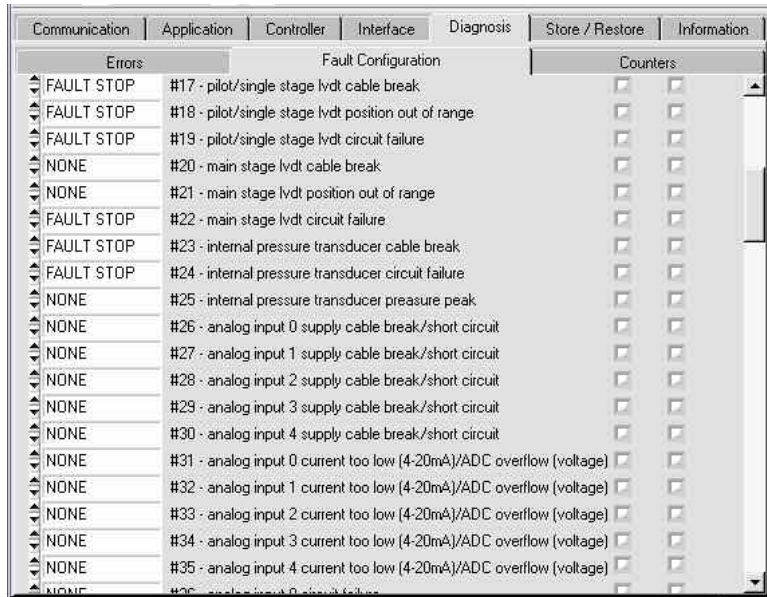 Communication Application Controller Interface Diagnosis Store / Restore Information
Errors Fault Configuration Counters
FAULT STOP #17 - pilot/single stage lvdt cable break
FAULT STOP #18 - pilot/single stage lvdt position out of range
FAULT STOP #19 - pilot/single stage lvdt circuit failure
NONE #20 - main stage lvdt cable break
NONE #21 - main stage lvdt position out of range
FAULT STOP #22 - main stage lvdt circuit failure
FAULT STOP #23 - internal pressure transducer cable break
FAULT STOP #24 - internal pressure transducer circuit failure
NONE #25 - internal pressure transducer preasure peak
NONE #26 - analog input 0 supply cable break/short circuit
NONE #27 - analog input 1 supply cable break/short circuit
NONE #28 - analog input 2 supply cable break/short circuit
NONE #29 - analog input 3 supply cable break/short circuit
NONE #30 - analog input 4 supply cable break/short circuit
NONE #31 - analog input 0 current too low (4-20mA)/ADC overflow (voltage)
NONE #32 - analog input 1 current too low (4-20mA)/ADC overflow (voltage)
NONE #33 - analog input 2 current too low (4-20mA)/ADC overflow (voltage)
NONE #34 - analog input 3 current too low (4-20mA)/ADC overflow (voltage)
NONE #35 - analog input 4 current too low (4-20mA)/ADC overflow (voltage)
NONE #36 - analog input 0 circuit failure